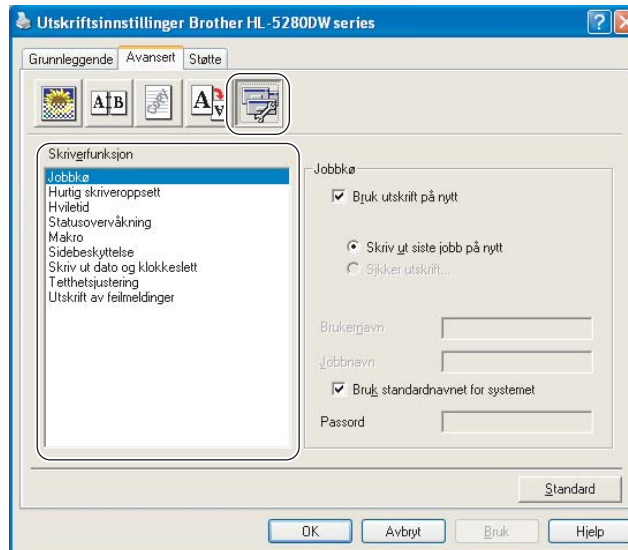 Utskriftsinnstillinger Brother HL-5280DW series
Grunnleggende Avansert Støtte
Skriverfunksjon
Jobbkø
Hurtig skriveroppsett
Hviletid
Statusovervåkning
Makro
Sidebeskyttelse
Skriv ut dato og klokkeslett
Tetthetsjustering
Utskrift av feilmeldinger
Jobbkø
Bruk utskrift på nytt
Skriv ut siste jobb på nytt
Sikker utskrift...
Brukernavn
Jobbnavn
Bruk standardnavnet for systemet
Passord
Standard
OK Avbryt Bruk Hjelp